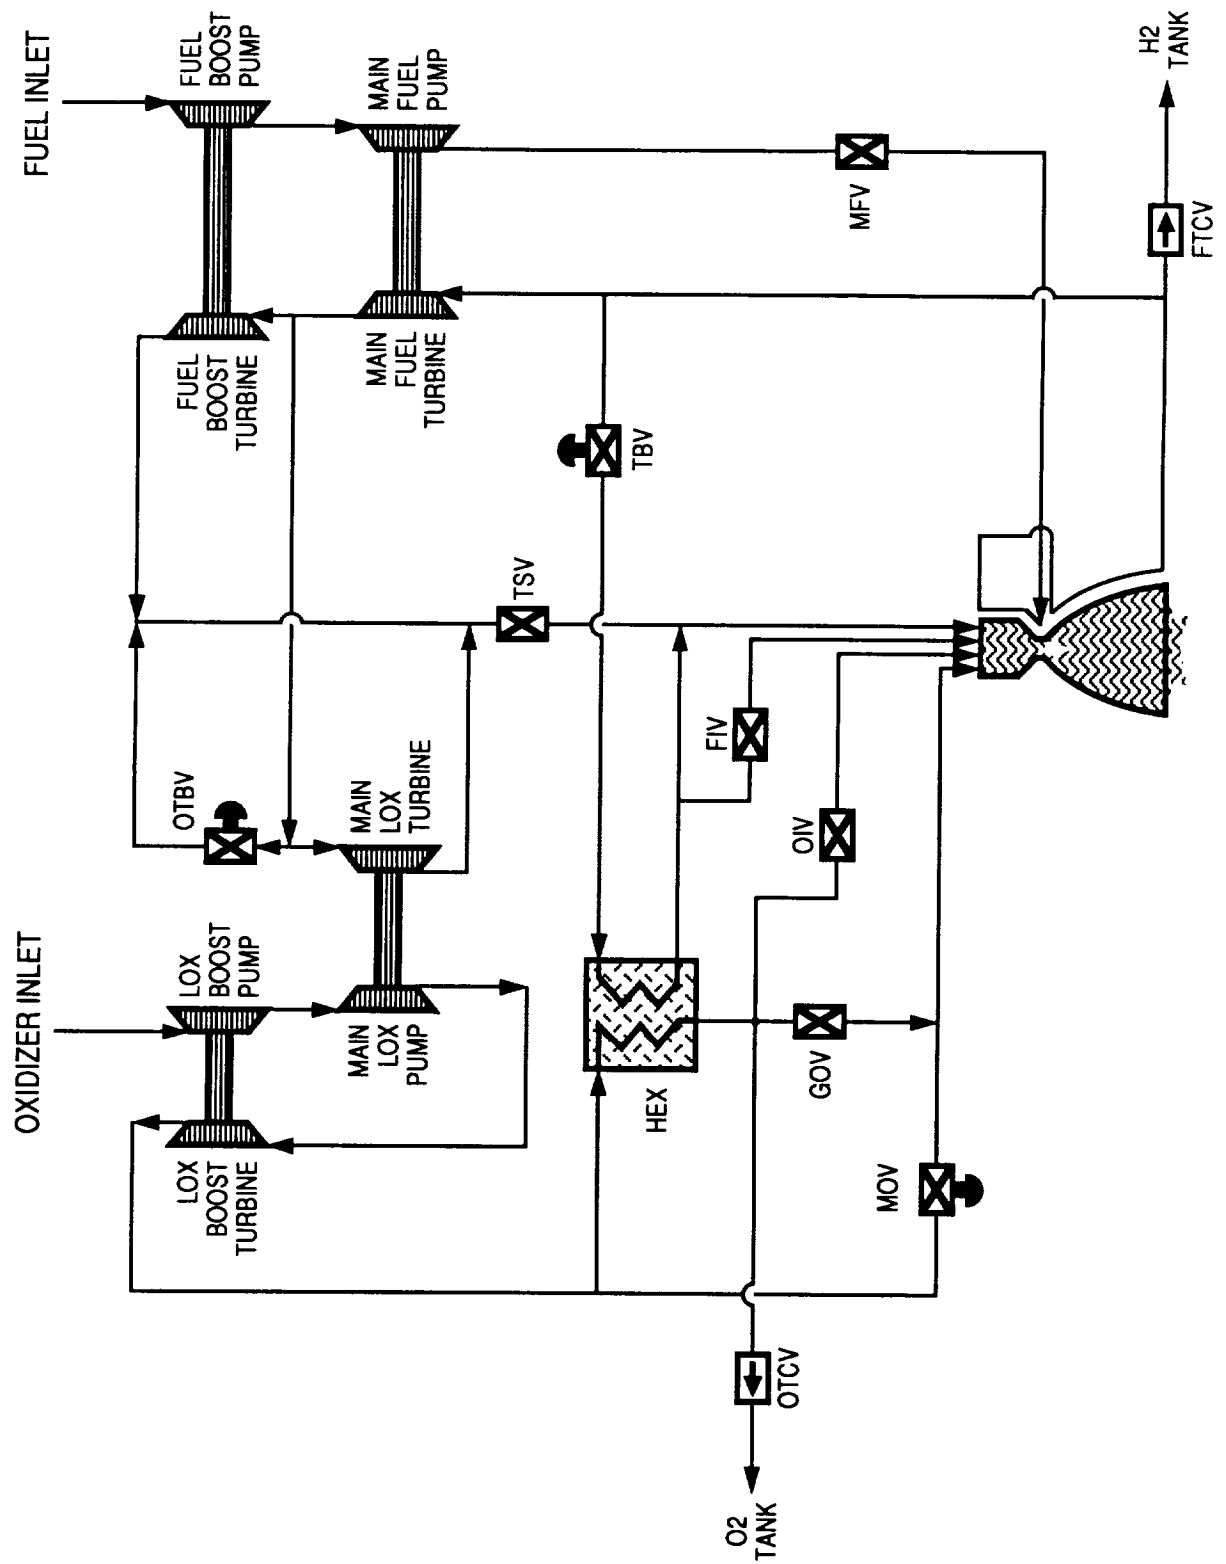 OXIDIZER INLET
FUEL INLET
LOX
BOOST
TURBINE
LOX
BOOST
PUMP
OTBV
FUEL
BOOST
TURBINE
FUEL
BOOST
PUMP
MAIN
LOX
PUMP
MAIN
LOX
TURBINE
MAIN
FUEL
TURBINE
MAIN
FUEL
PUMP
TSV
TBV
HEX
FIV
OIV
GOV
MFV
MOV
OTCV
O2
TANK
FTCV
H2
TANK